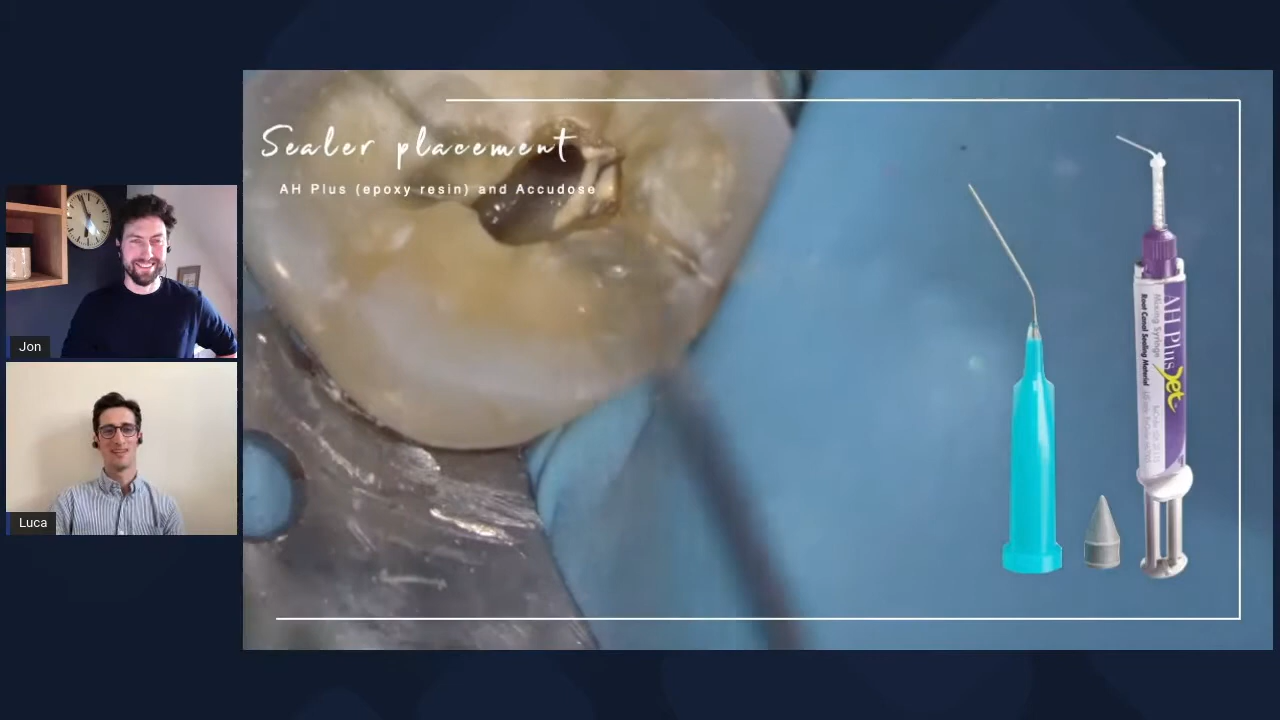 Sealer placement
AH Plus (epoxy resin) and Accudose
Jon
Luca
AH Plus Jet
Mixing Syringe
Root Canal Sealing Material